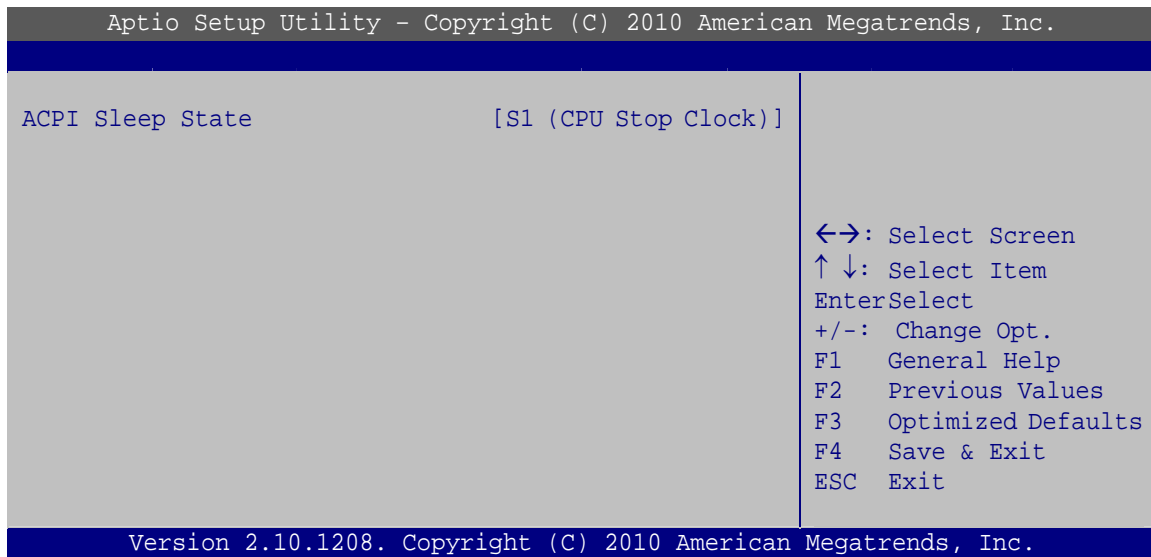 Aptio Setup Utility – Copyright (C) 2010 American Megatrends, Inc.
ACPI Sleep State [S1 (CPU Stop Clock)]
←→: Select Screen
↑ ↓: Select Item
EnterSelect
+/-: Change Opt.
F1 General Help
F2 Previous Values
F3 Optimized Defaults
F4 Save & Exit
ESC Exit
Version 2.10.1208. Copyright (C) 2010 American Megatrends, Inc.